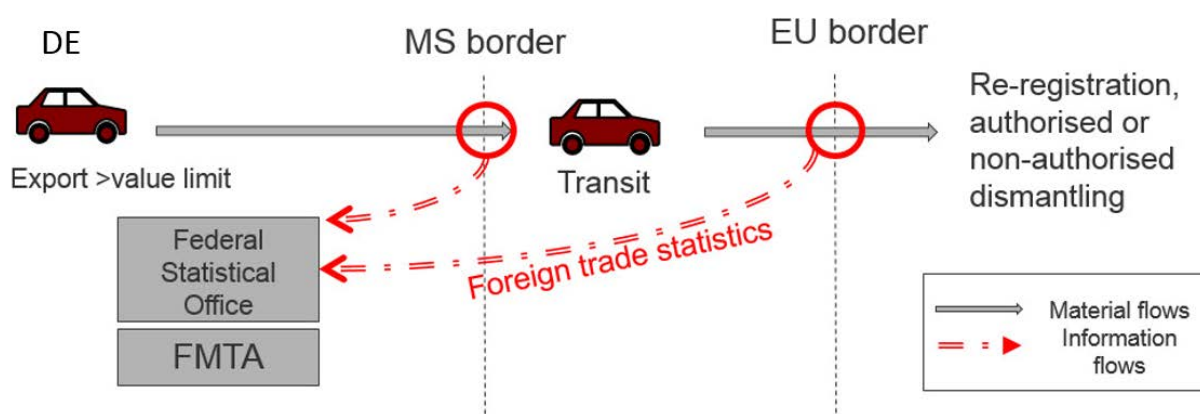 DE
MS border
EU border
Export >value limit
Transit
Re-registration,
authorised or
non-authorised
dismantling
Federal
Statistical
Office
FMTA
Foreign trade statistics
Material flows
Information
flows